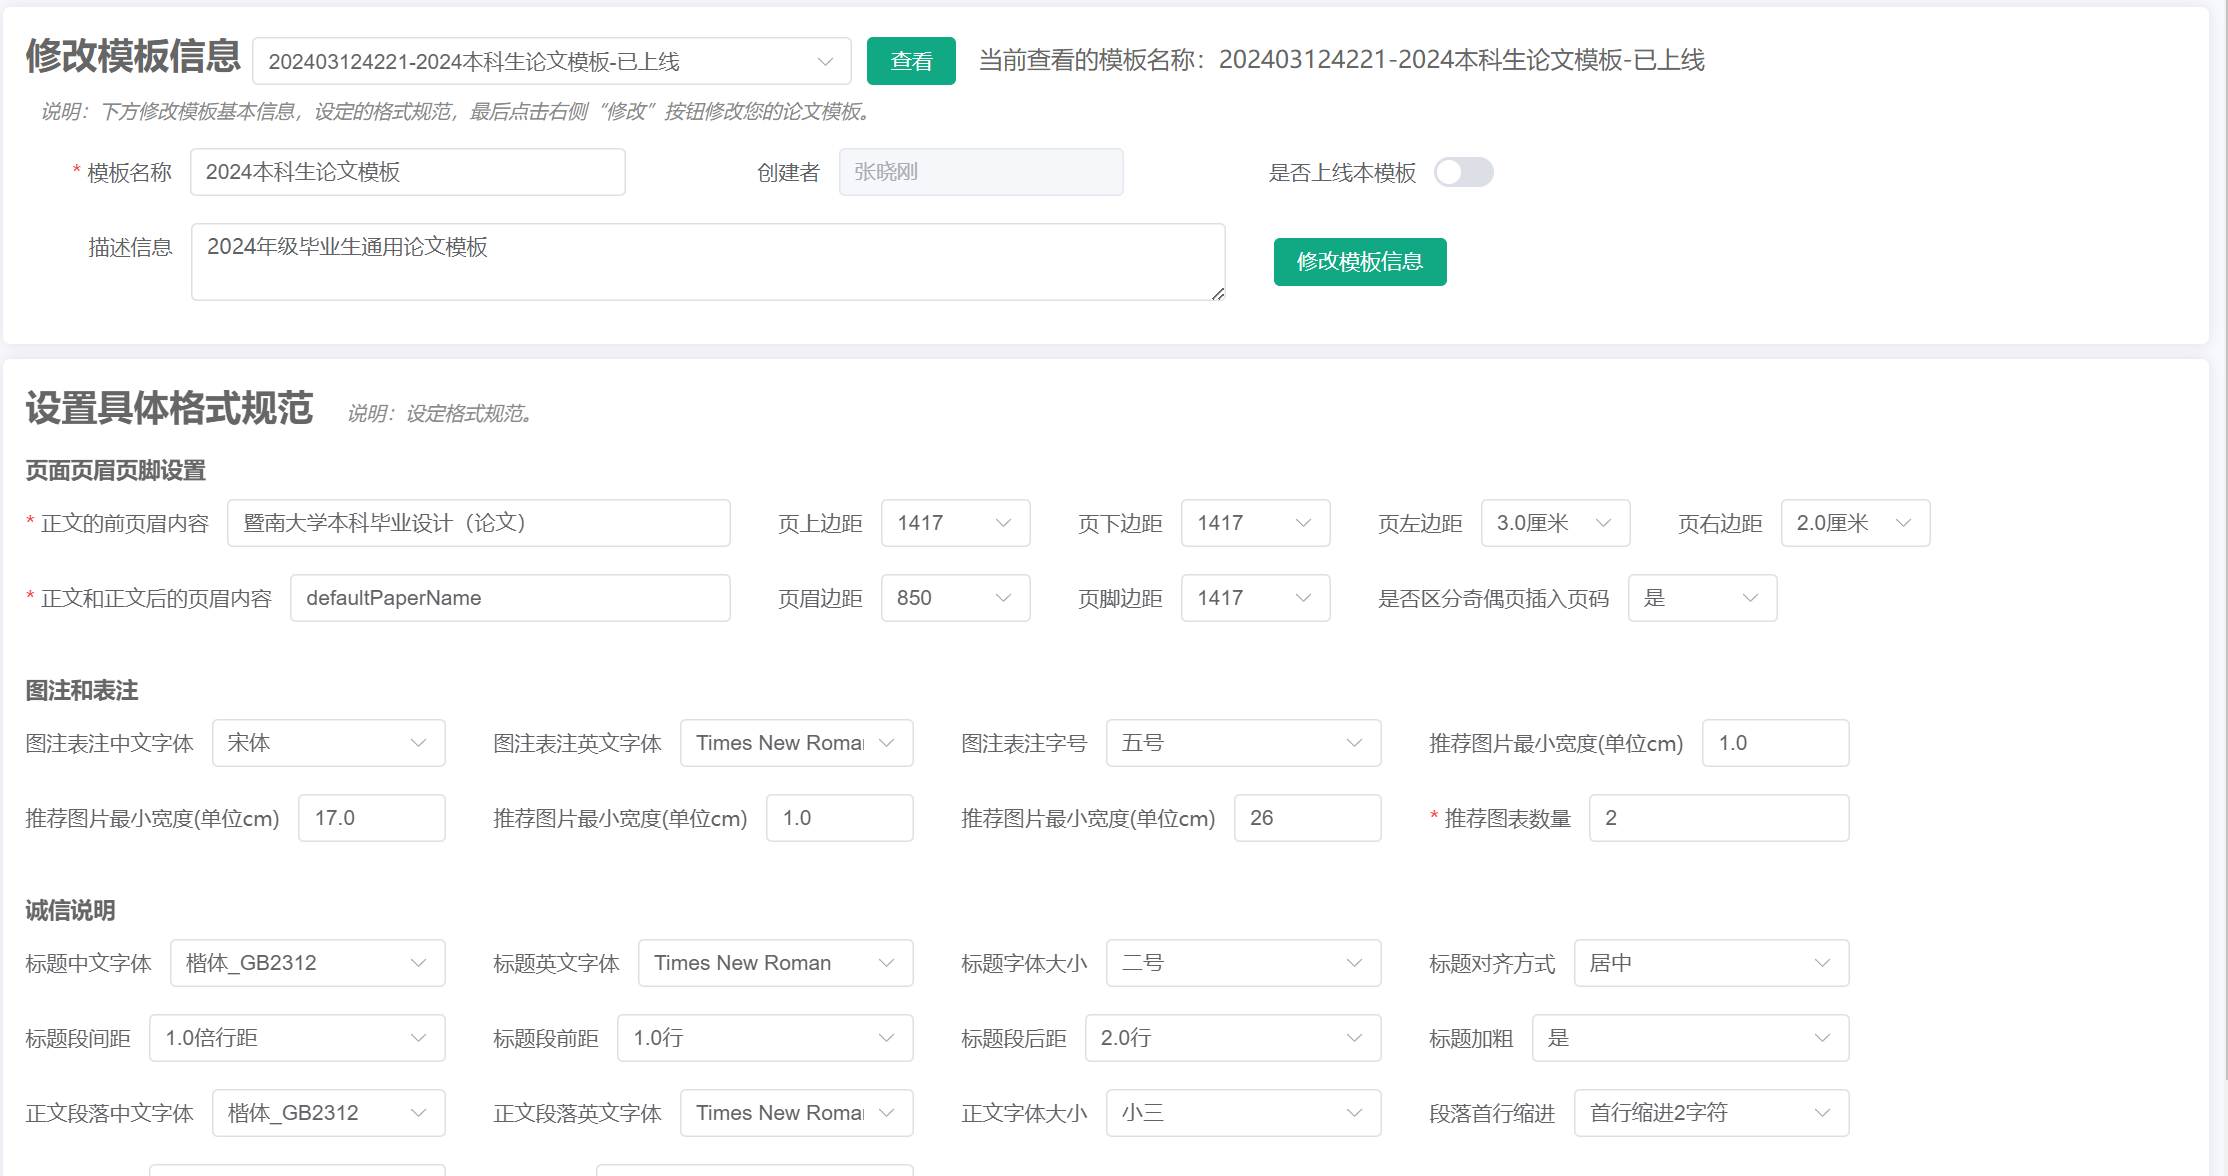 修改模板信息 202403124221-2024本科生论文模板-已上线 查看 当前查看的模板名称：202403124221-2024本科生论文模板-已上线
说明：下方修改模板基本信息，设定的格式规范，最后点击右侧“修改”按钮修改您的论文模板。
* 模板名称 2024本科生论文模板 创建者 张晓刚 是否上线本模板
描述信息 2024年级毕业生通用论文模板 修改模板信息
设置具体格式规范 说明：设定格式规范。
页面页眉页脚设置
* 正文的前页眉内容 暨南大学本科毕业设计（论文） 页上边距 1417 页下边距 1417 页左边距 3.0厘米 页右边距 2.0厘米
* 正文和正文后的页眉内容 defaultPaperName 页眉边距 850 页脚边距 1417 是否区分奇偶页插入页码 是
图注和表注
图注表注中文字体 宋体 图注表注英文字体 Times New Roma 图注表注字号 五号 推荐图片最小宽度(单位cm) 1.0
推荐图片最小宽度(单位cm) 17.0 推荐图片最小宽度(单位cm) 1.0 推荐图片最小宽度(单位cm) 26 * 推荐图表数量 2
诚信说明
标题中文字体 楷体_GB2312 标题英文字体 Times New Roman 标题字体大小 二号 标题对齐方式 居中
标题段间距 1.0倍行距 标题段前距 1.0行 标题段后距 2.0行 标题加粗 是
正文段落中文字体 楷体_GB2312 正文段落英文字体 Times New Roma 正文字体大小 小三 段落首行缩进 首行缩进2字符